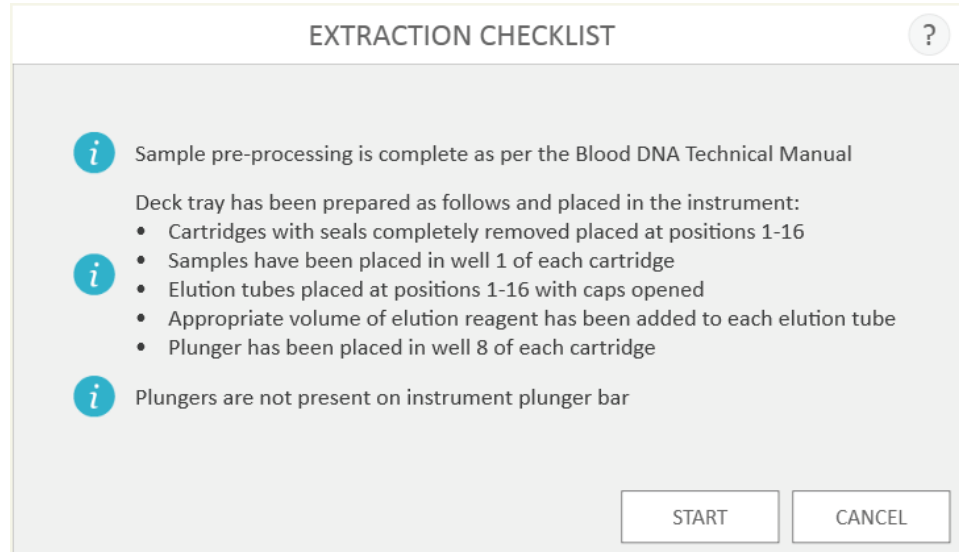 EXTRACTION CHECKLIST
?
i
Sample pre-processing is complete as per the Blood DNA Technical Manual
Deck tray has been prepared as follows and placed in the instrument:
• Cartridges with seals completely removed placed at positions 1-16
i
• Samples have been placed in well 1 of each cartridge
• Elution tubes placed at positions 1-16 with caps opened
• Appropriate volume of elution reagent has been added to each elution tube
• Plunger has been placed in well 8 of each cartridge
i
Plungers are not present on instrument plunger bar
START
CANCEL